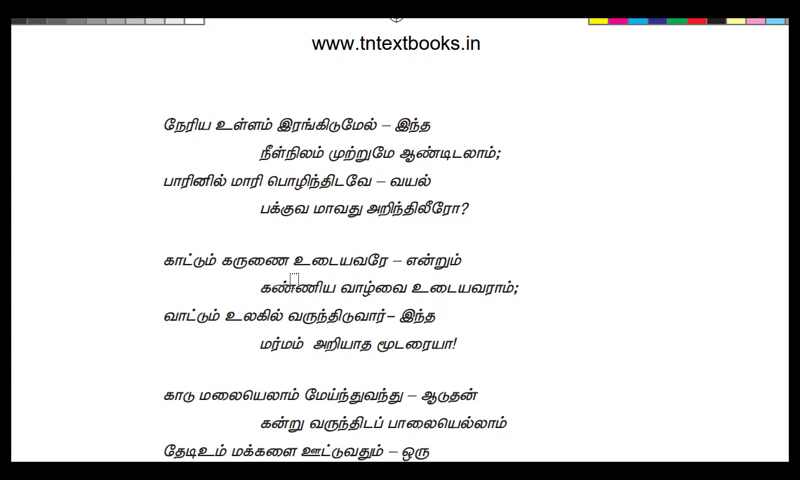 www.tntextbooks.in
நேரிய உள்ளம் இரங்கிடுமேல் – இந்த
நீள்நிலம் முற்றுமே ஆண்டிடலாம்;
பாரினில் மாரி பொழிந்திடவே – வயல்
பக்குவ மாவது அறிந்திலீரோ?
காட்டும் கருணை உடையவரே – என்றும்
கண்ணிய வாழ்வை உடையவராம்;
வாட்டும் உலகில் வருந்திடுவார்– இந்த
மர்மம் அறியாத மூடரையா!
காடு மலையெலாம் மேய்ந்துவந்து – ஆடுதன்
கன்று வருந்திடப் பாலையெல்லாம்
தேடிஉம் மக்களை ஊட்டுவதும் – ஒரு